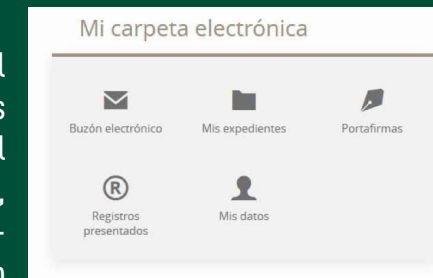 Mi carpeta electrónica
Buzón electrónico
Mis expedientes
Portafirmas
®
Registros
presentados
Mis datos